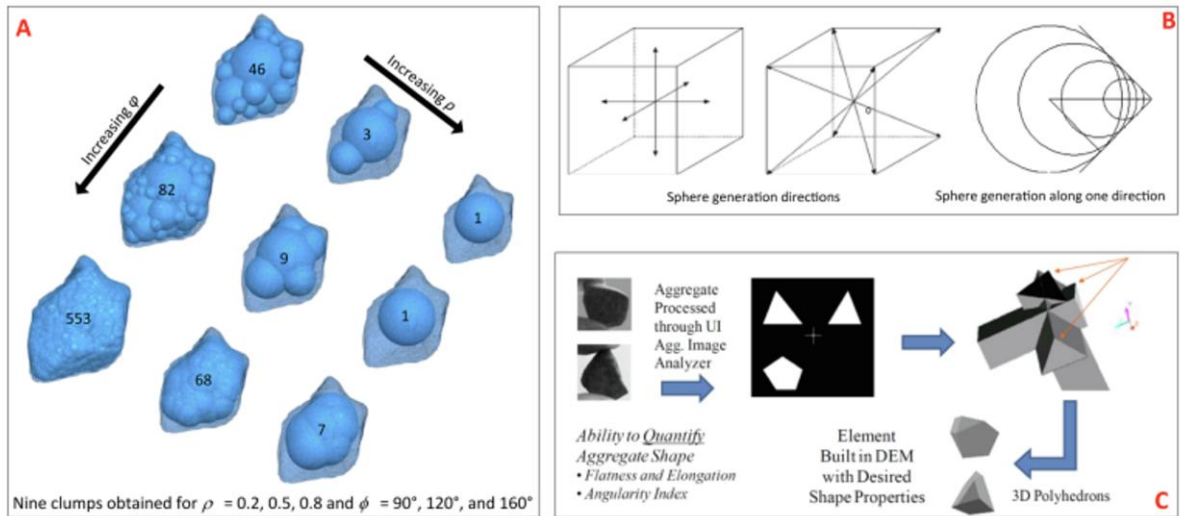 A
46
Increasing φ
Increasing ρ
3
82
1
9
553
1
68
7
Nine clumps obtained for ρ = 0.2, 0.5, 0.8 and ϕ = 90°, 120°, and 160°
B
Sphere generation directions
Sphere generation along one direction
Aggregate
Processed
through UI
Agg. Image
Analyzer
Ability to Quantify
Aggregate Shape
• Flatness and Elongation
• Angularity Index
Element
Built in DEM
with Desired
Shape Properties
3D Polyhedrons
C